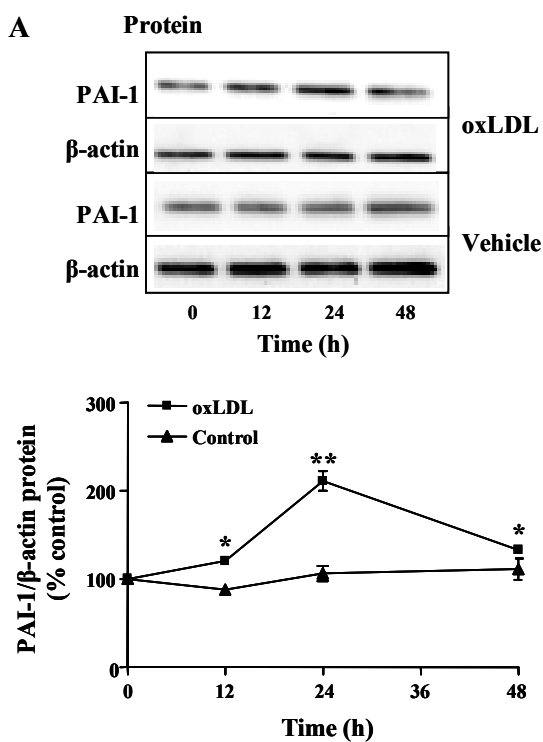 A
Protein
PAI-1
oxLDL
β-actin
PAI-1
Vehicle
β-actin
0 12 24 48
Time (h)
PAI-1/β-actin protein
(% control)
300
200
100
0
oxLDL
Control
*
**
*
0 12 24 36 48
Time (h)